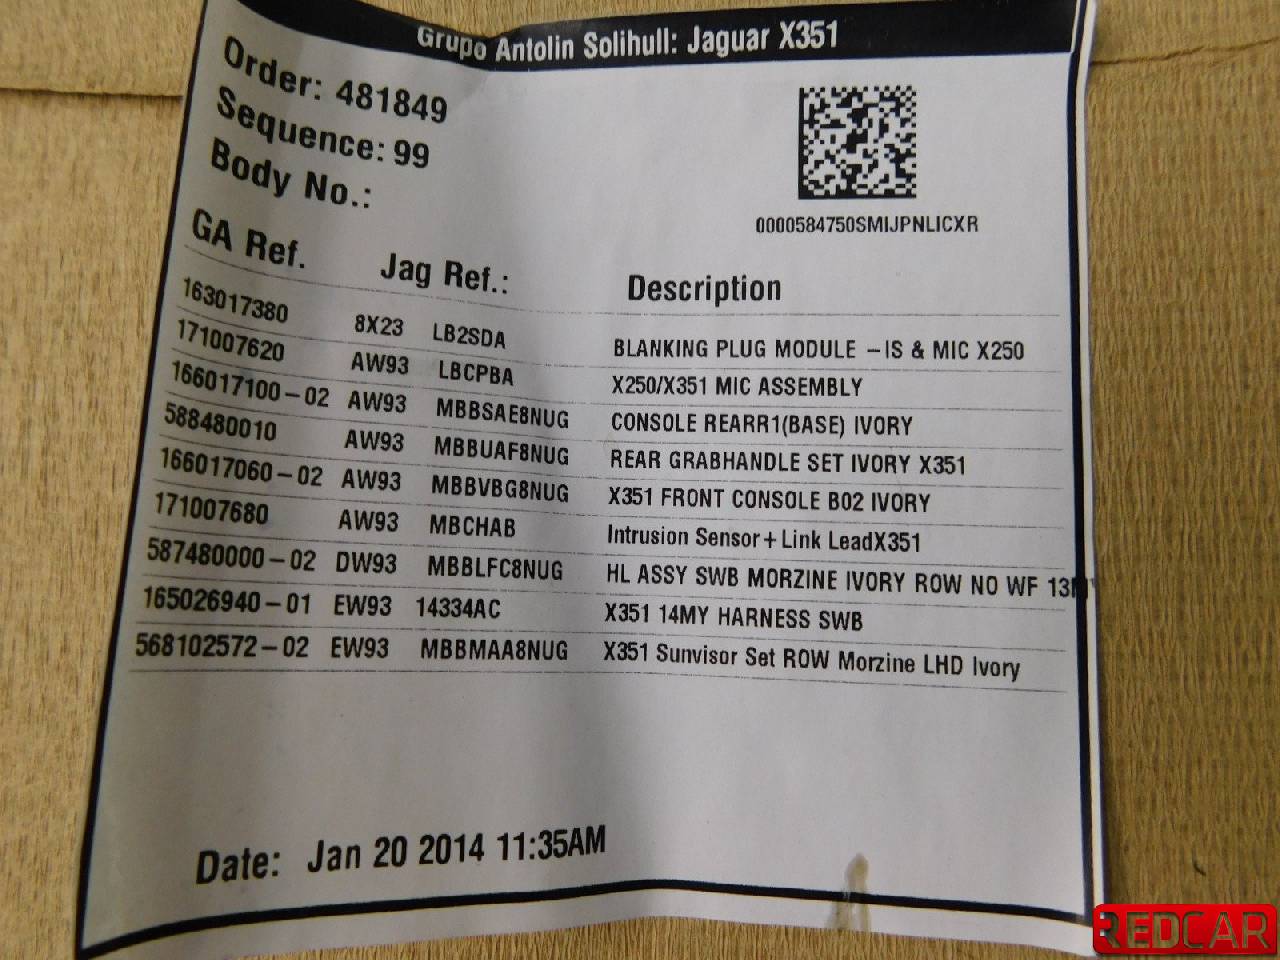 Grupo Antolin Solihull: Jaguar X351
Order: 481849
Sequence: 99
Body No.:
0000584750SMIJPNLICXR
GA Ref. Jag Ref.: Description
163017380 8X23 LB2SDA BLANKING PLUG MODULE -IS & MIC X250
171007620 AW93 LBCPBA X250/X351 MIC ASSEMBLY
166017100-02 AW93 MBBSAE8NUG CONSOLE REARR1(BASE) IVORY
588480010 AW93 MBBUAF8NUG REAR GRABHANDLE SET IVORY X351
166017060-02 AW93 MBBVBG8NUG X351 FRONT CONSOLE B02 IVORY
171007680 AW93 MBCHAB Intrusion Sensor+Link LeadX351
587480000-02 DW93 MBBLFC8NUG HL ASSY SWB MORZINE IVORY ROW NO WF 13M
165026940-01 EW93 14334AC X351 14MY HARNESS SWB
568102572-02 EW93 MBBMAA8NUG X351 Sunvisor Set ROW Morzine LHD Ivory
Date: Jan 20 2014 11:35AM
REDCAR